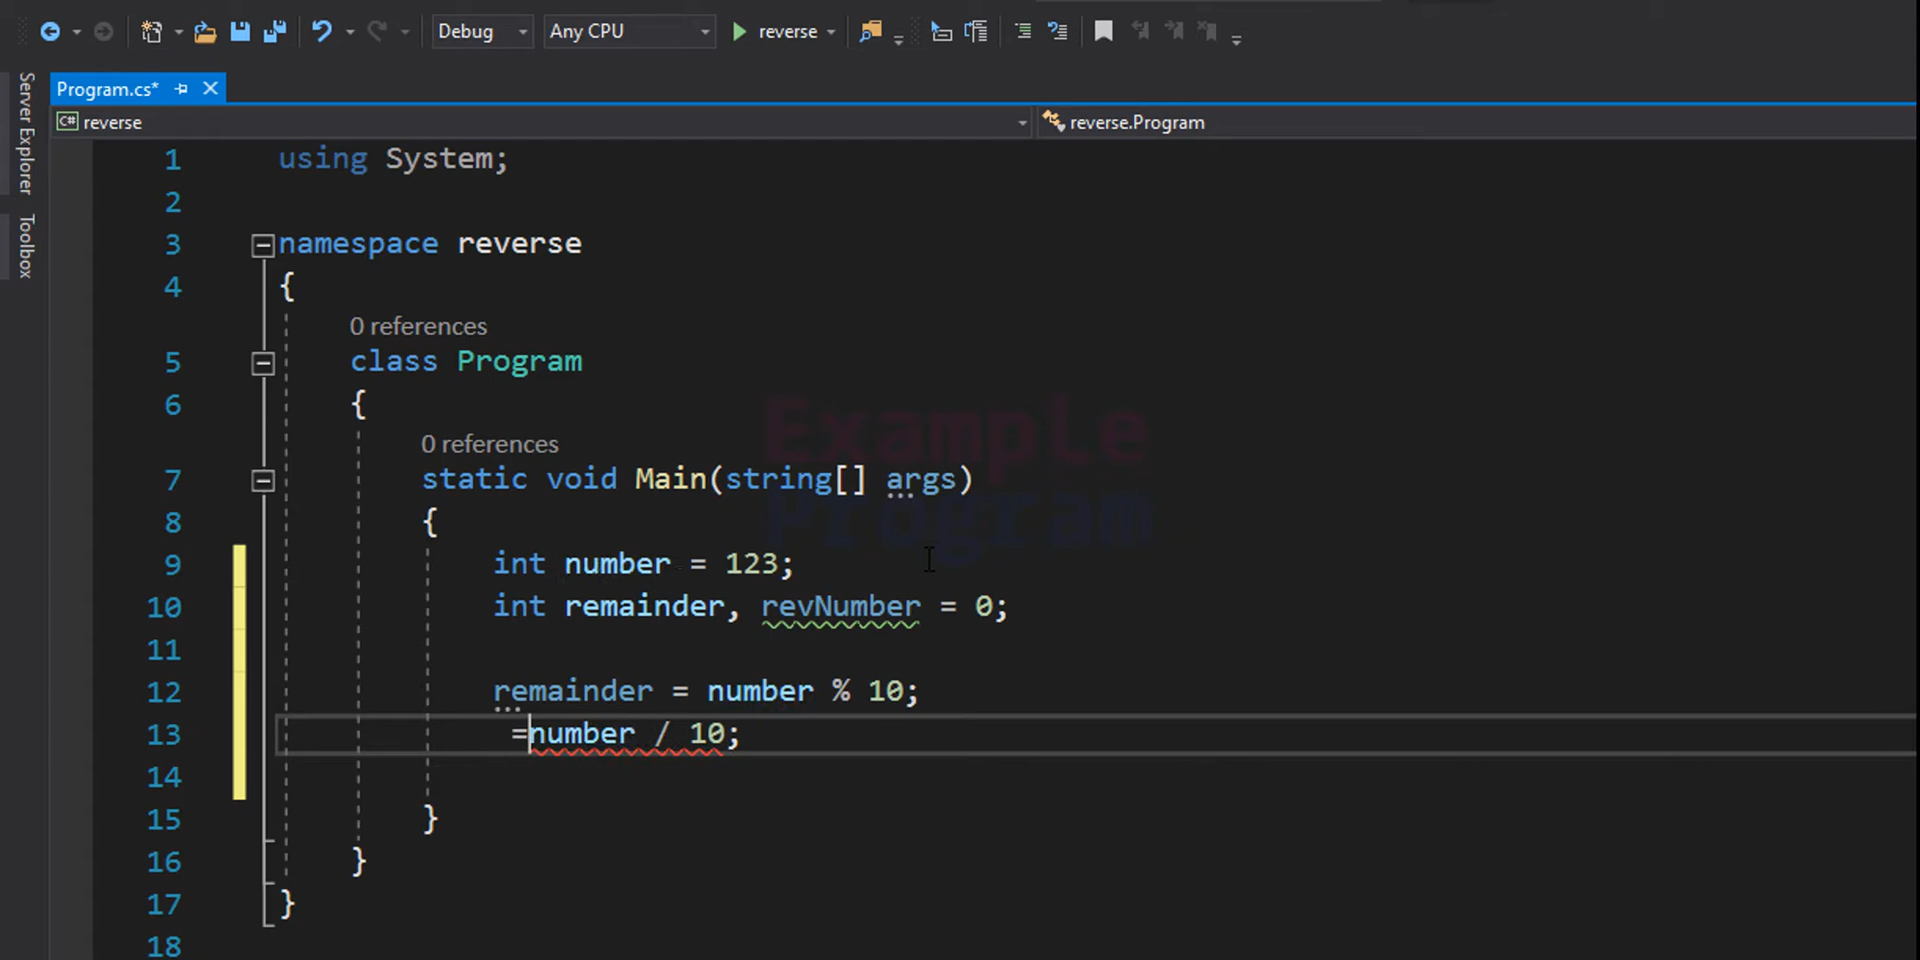 Debug Any CPU reverse
Server Explorer
Toolbox
Program.cs*
C# reverse reverse.Program
1 using System;
2
3 namespace reverse
4 {
0 references
5 class Program
6 {
0 references
7 static void Main(string[] args)
8 {
9 int number = 123;
10 int remainder, revNumber = 0;
11
12 remainder = number % 10;
13 =number / 10;
14
15 }
16 }
17 }
18
Example
Program